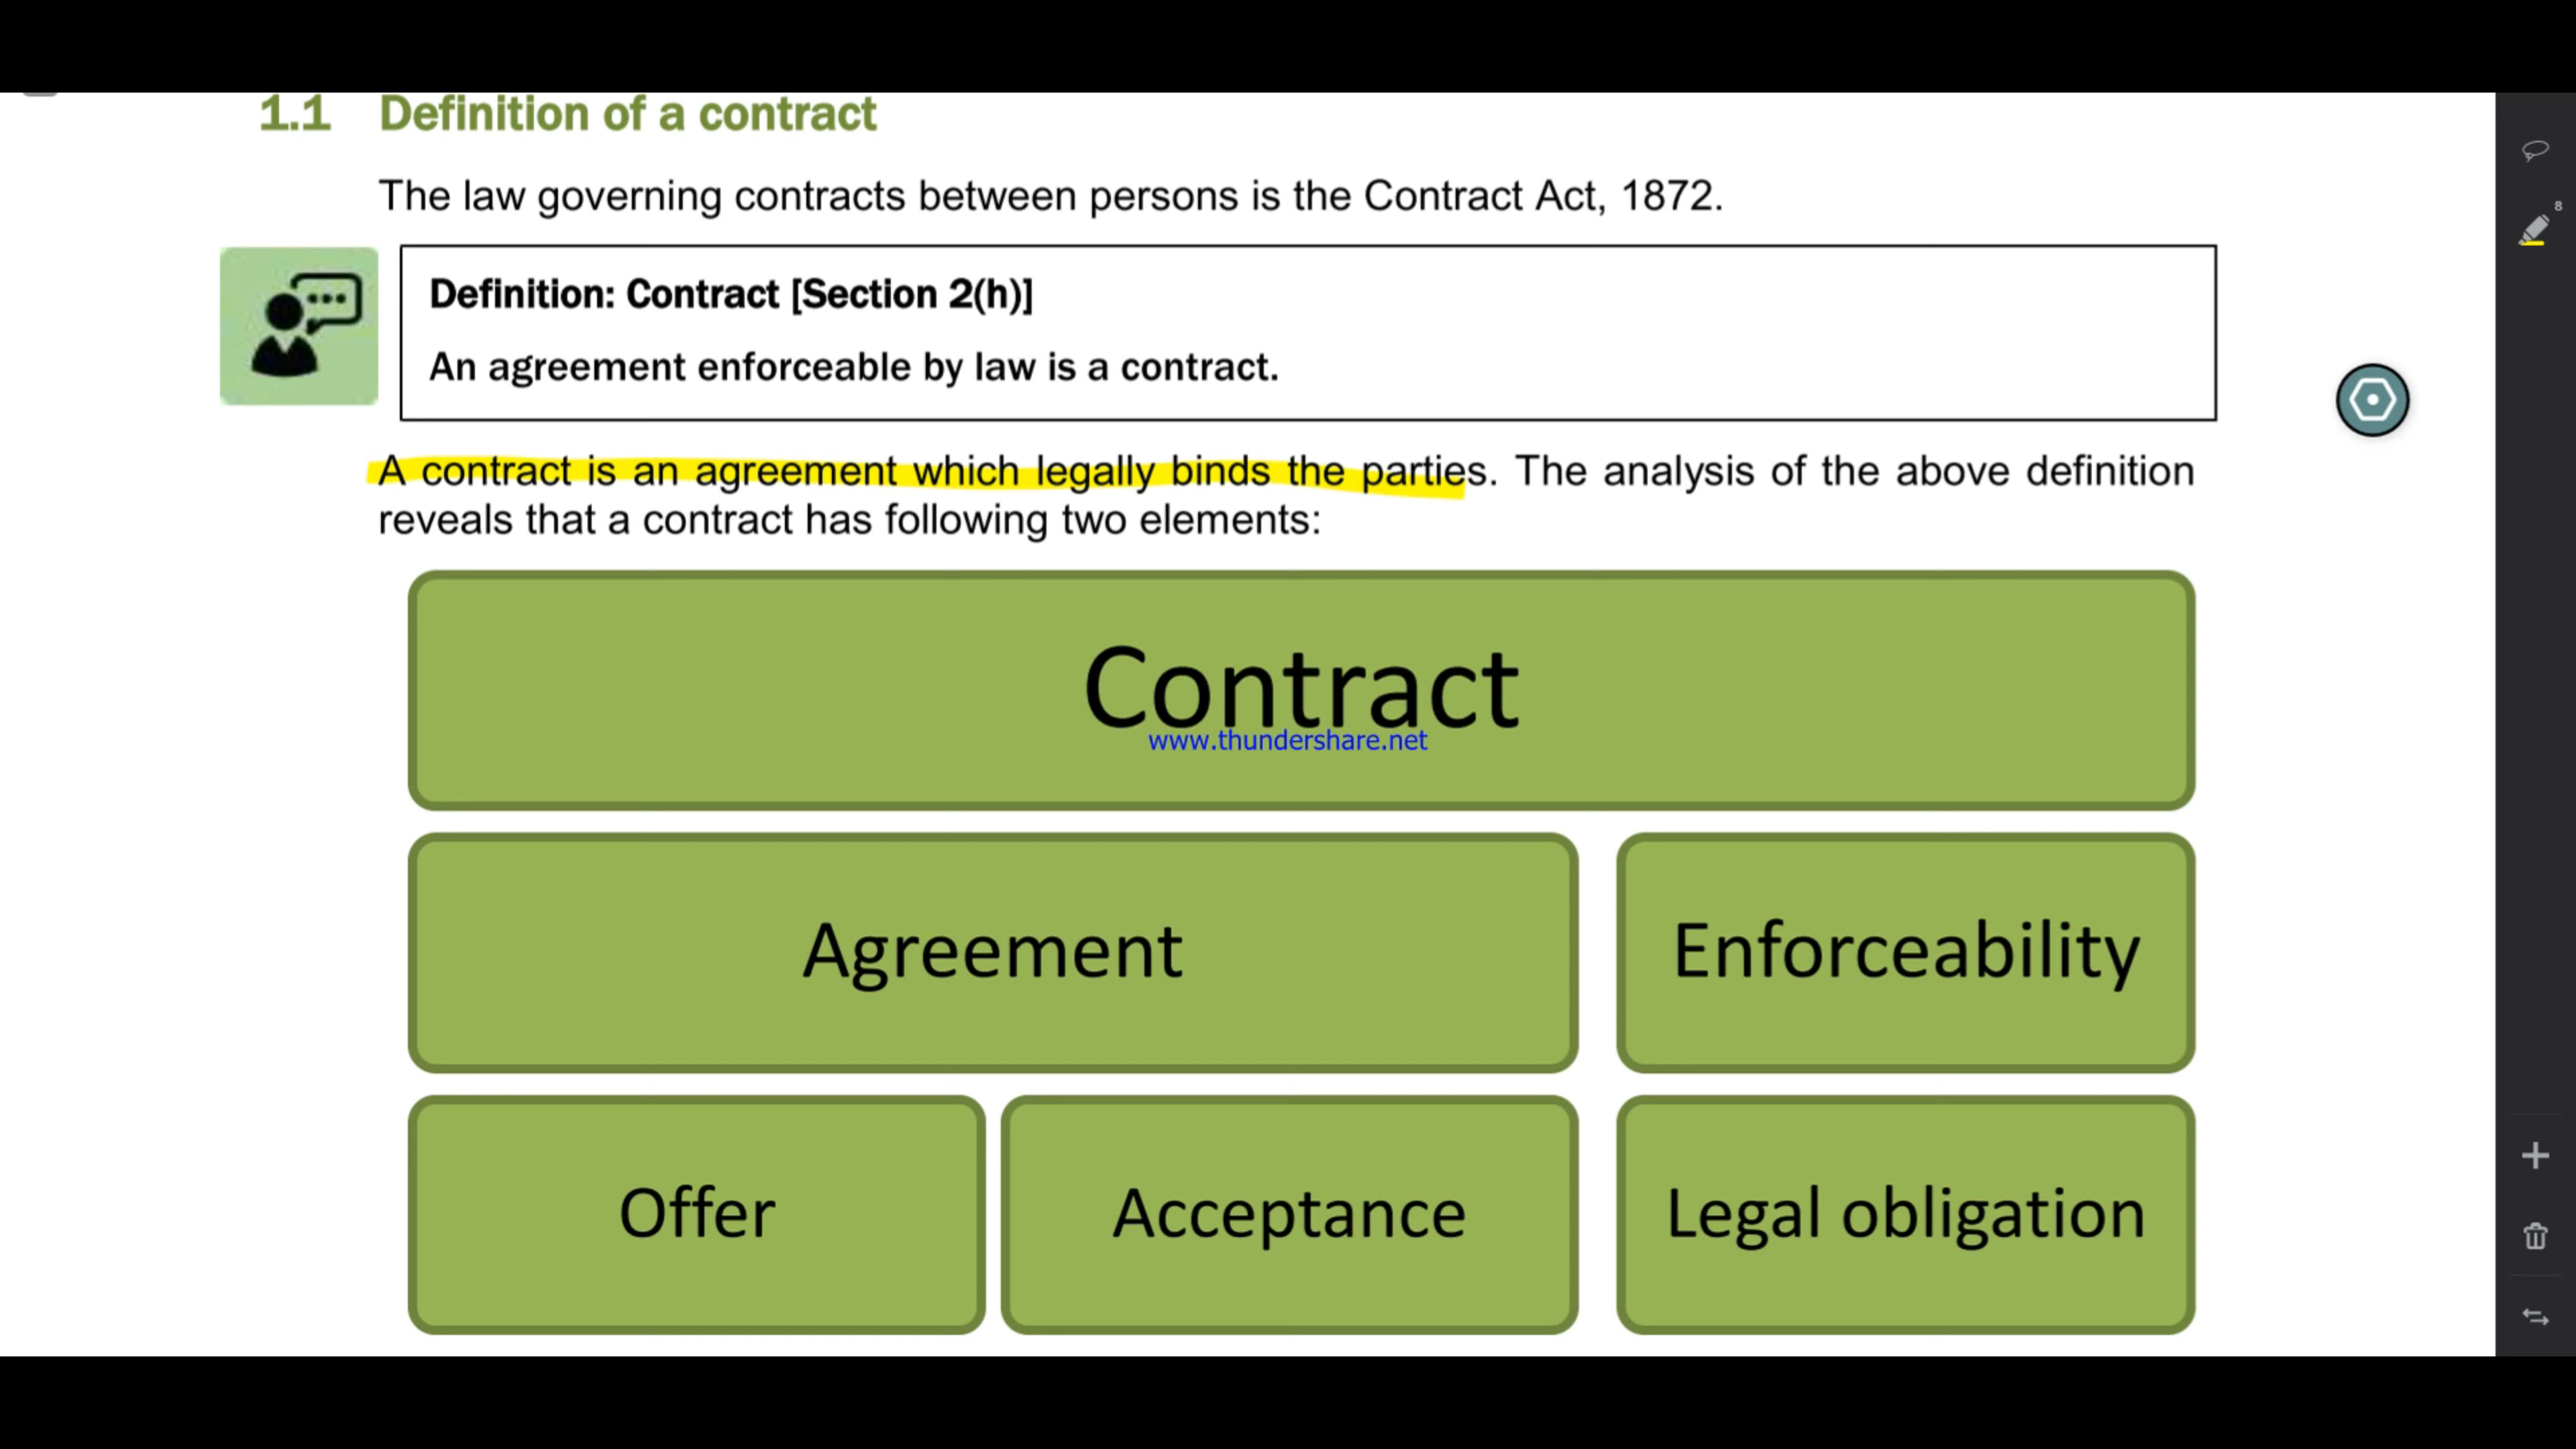 1.1 Definition of a contract
The law governing contracts between persons is the Contract Act, 1872.
Definition: Contract [Section 2(h)]
An agreement enforceable by law is a contract.
A contract is an agreement which legally binds the parties. The analysis of the above definition
reveals that a contract has following two elements:
Contract
www.thundershare.net
Agreement
Enforceability
Offer
Acceptance
Legal obligation
8